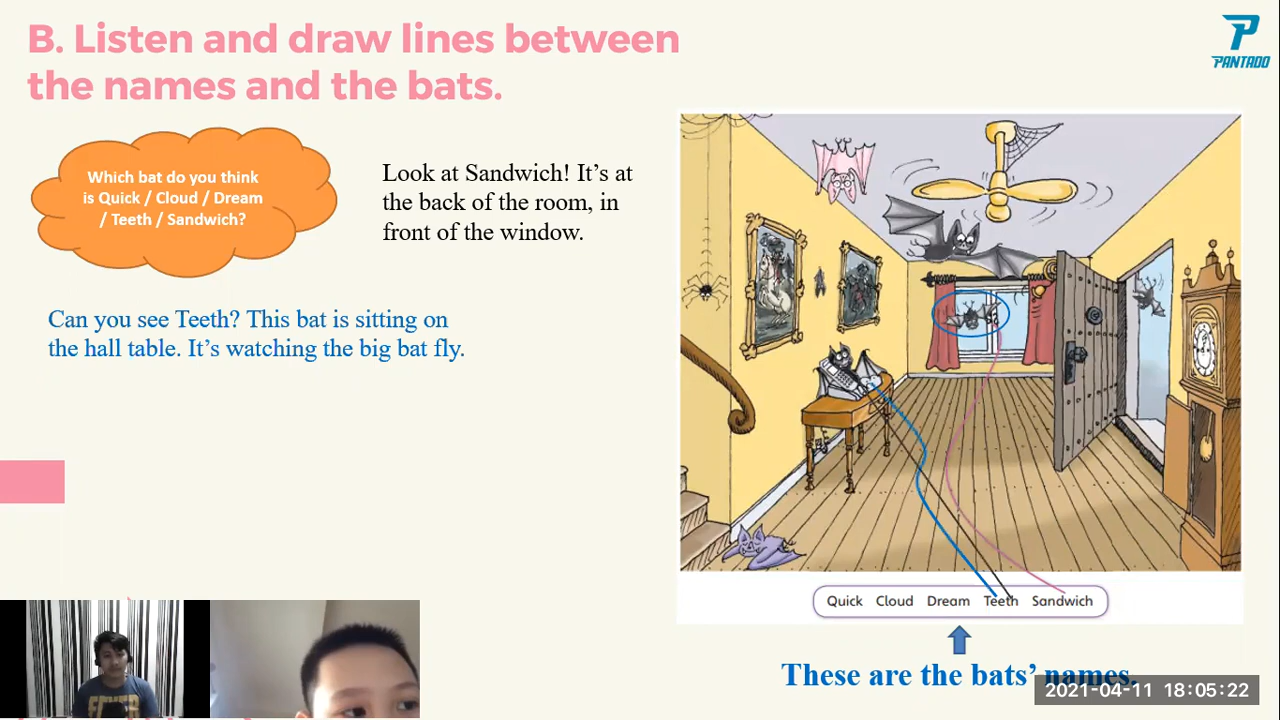 B. Listen and draw lines between
the names and the bats.
PANTADO
Which bat do you think
is Quick / Cloud / Dream
/ Teeth / Sandwich?
Look at Sandwich! It’s at
the back of the room, in
front of the window.
Can you see Teeth? This bat is sitting on
the hall table. It’s watching the big bat fly.
Quick Cloud Dream Teeth Sandwich
These are the bats’ names.
2021-04-11 18:05:22